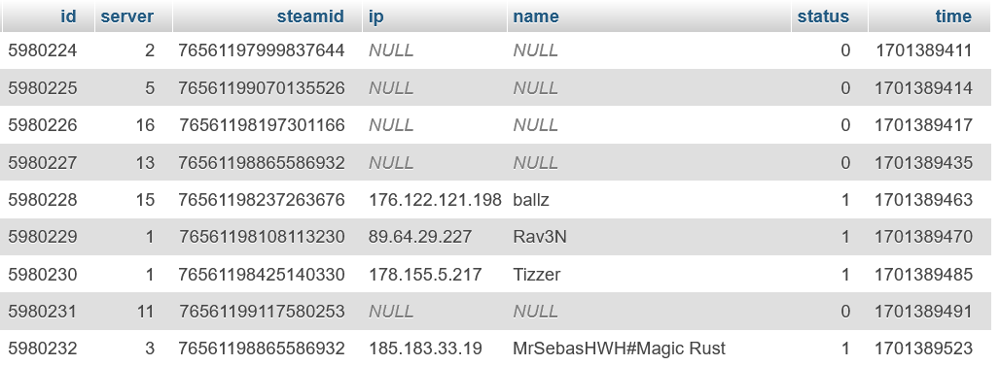 id server steamid ip name status time
5980224 2 76561197999837644 NULL NULL 0 1701389411
5980225 5 76561199070135526 NULL NULL 0 1701389414
5980226 16 76561198197301166 NULL NULL 0 1701389417
5980227 13 76561198865586932 NULL NULL 0 1701389435
5980228 15 76561198237263676 176.122.121.198 ballz 1 1701389463
5980229 1 76561198108113230 89.64.29.227 Rav3N 1 1701389470
5980230 1 76561198425140330 178.155.5.217 Tizzer 1 1701389485
5980231 11 76561199117580253 NULL NULL 0 1701389491
5980232 3 76561198865586932 185.183.33.19 MrSebasHWH#Magic Rust 1 1701389523